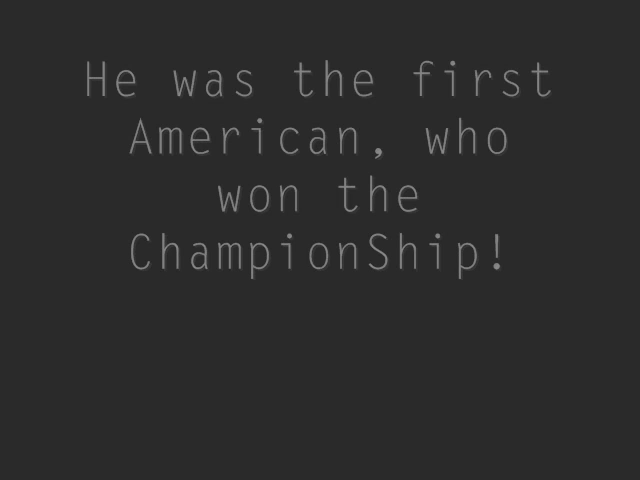 He was the first
American, who
won the
ChampionShip!